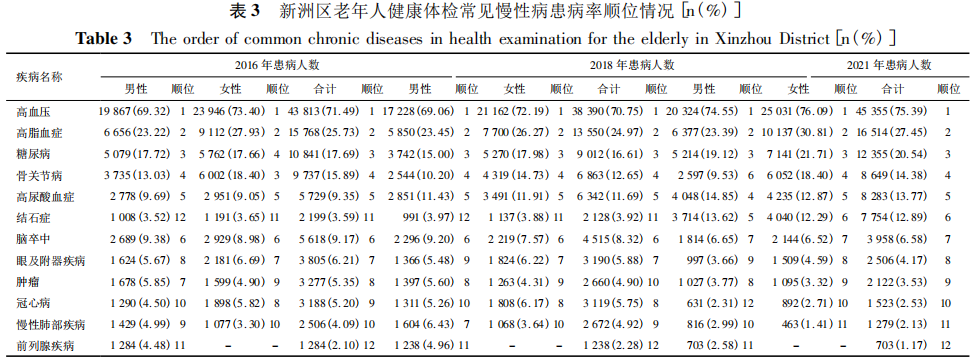 表 3 新洲区老年人健康体检常见慢性病患病率顺位情况[n(%)]
Table 3 The order of common chronic diseases in health examination for the elderly in Xinzhou District[n(%)]
疾病名称 2016 年患病人数 2018 年患病人数 2021 年患病人数
男性 顺位 女性 顺位 合计 顺位 男性 顺位 女性 顺位 合计 顺位 男性 顺位 女性 顺位 合计 顺位
高血压 19 867(69.32) 1 23 946(73.40) 1 43 813(71.49) 1 17 228(69.06) 1 21 162(72.19) 1 38 390(70.75) 1 20 324(74.55) 1 25 031(76.09) 1 45 355(75.39) 1
高脂血症 6 656(23.22) 2 9 112(27.93) 2 15 768(25.73) 2 5 850(23.45) 2 7 700(26.27) 2 13 550(24.97) 2 6 377(23.39) 2 10 137(30.81) 2 16 514(27.45) 2
糖尿病 5 079(17.72) 3 5 762(17.66) 4 10 841(17.69) 3 3 742(15.00) 3 5 270(17.98) 3 9 012(16.61) 3 5 214(19.12) 3 7 141(21.71) 3 12 355(20.54) 3
骨关节病 3 735(13.03) 4 6 002(18.40) 3 9 737(15.89) 4 2 544(10.20) 4 4 319(14.73) 4 6 863(12.65) 4 2 597(9.53) 6 6 052(18.40) 4 8 649(14.38) 4
高尿酸血症 2 778(9.69) 5 2 951(9.05) 5 5 729(9.35) 5 2 851(11.43) 5 3 491(11.91) 5 6 342(11.69) 5 4 048(14.85) 4 4 235(12.87) 5 8 283(13.77) 5
结石症 1 008(3.52) 12 1 191(3.65) 11 2 199(3.59) 11 991(3.97) 12 1 137(3.88) 11 2 128(3.92) 11 3 714(13.62) 5 4 040(12.29) 6 7 754(12.89) 6
脑卒中 2 689(9.38) 6 2 929(8.98) 6 5 618(9.17) 6 2 296(9.20) 6 2 219(7.57) 6 4 515(8.32) 6 1 814(6.65) 7 2 144(6.52) 7 3 958(6.58) 7
眼及附器疾病 1 624(5.67) 8 2 181(6.69) 7 3 805(6.21) 7 1 366(5.48) 9 1 824(6.22) 7 3 190(5.88) 7 997(3.66) 9 1 509(4.59) 8 2 506(4.17) 8
肿瘤 1 678(5.85) 7 1 599(4.90) 9 3 277(5.35) 8 1 397(5.60) 8 1 263(4.31) 9 2 660(4.90) 10 1 027(3.77) 8 1 095(3.32) 9 2 122(3.53) 9
冠心病 1 290(4.50) 10 1 898(5.82) 8 3 188(5.20) 9 1 311(5.26) 10 1 808(6.17) 8 3 119(5.75) 8 631(2.31) 12 892(2.71) 10 1 523(2.53) 10
慢性肺部疾病 1 429(4.99) 9 1 077(3.30) 10 2 506(4.09) 10 1 604(6.43) 7 1 068(3.64) 10 2 672(4.92) 9 816(2.99) 10 463(1.41) 11 1 279(2.13) 11
前列腺疾病 1 284(4.48) 11 – – 1 284(2.10) 12 1 238(4.96) 11 – – 1 238(2.28) 12 703(2.58) 11 – – 703(1.17) 12